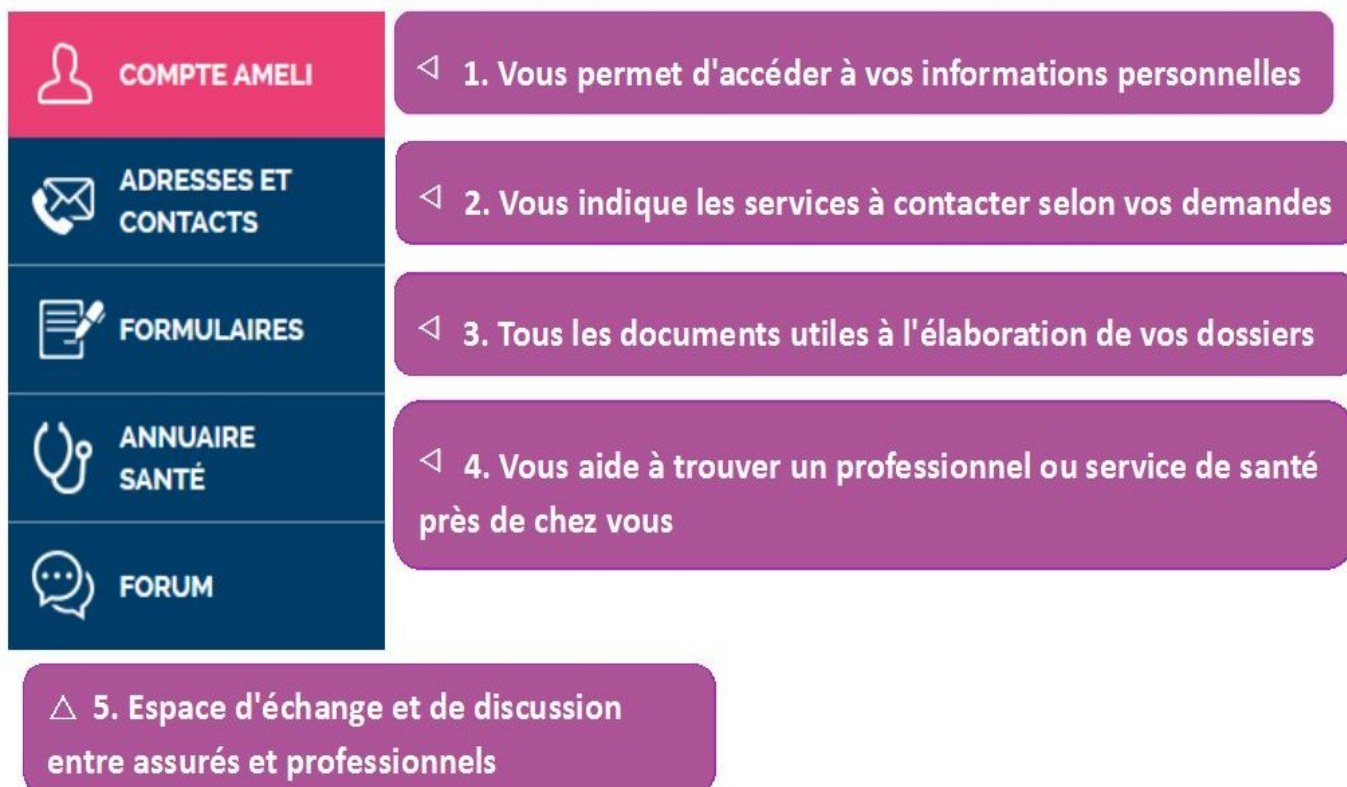 COMPTE AMELI
◁ 1. Vous permet d'accéder à vos informations personnelles
ADRESSES ET
CONTACTS
◁ 2. Vous indique les services à contacter selon vos demandes
FORMULAIRES
◁ 3. Tous les documents utiles à l'élaboration de vos dossiers
ANNUAIRE
SANTÉ
◁ 4. Vous aide à trouver un professionnel ou service de santé
près de chez vous
FORUM
△ 5. Espace d'échange et de discussion
entre assurés et professionnels